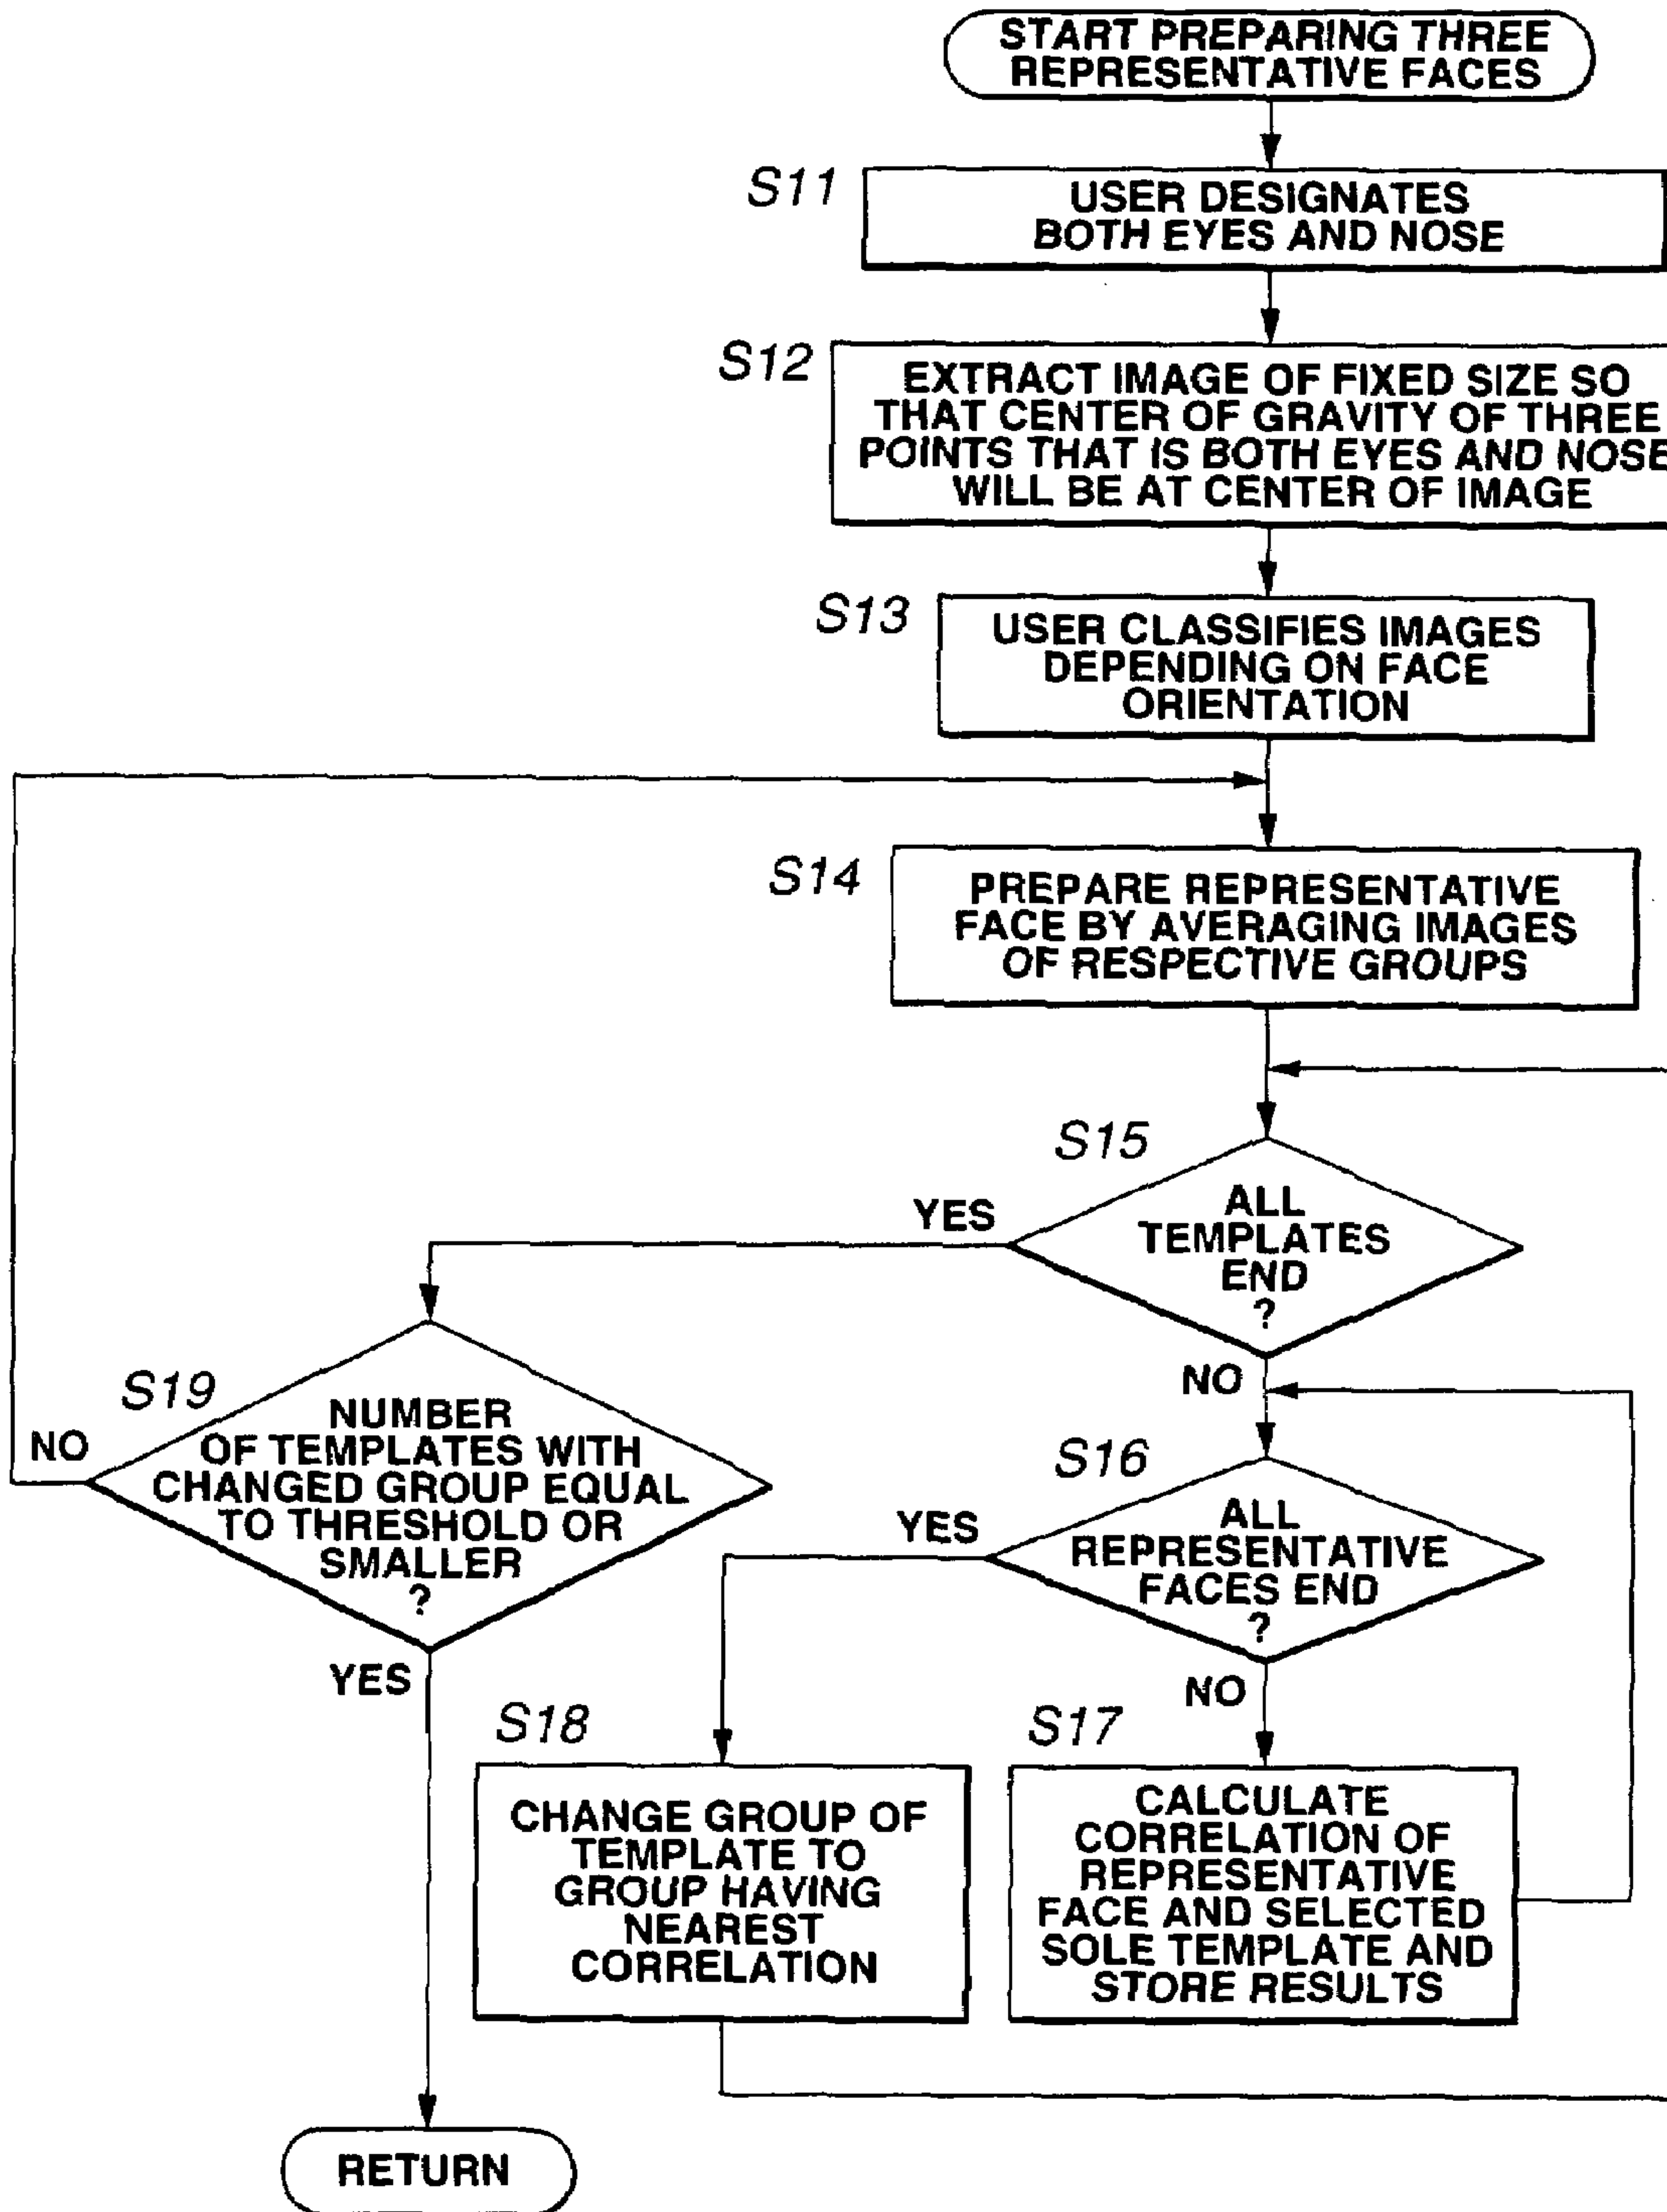 START PREPARING THREE
REPRESENTATIVE FACES
S11
USER DESIGNATES
BOTH EYES AND NOSE
S12
EXTRACT IMAGE OF FIXED SIZE SO
THAT CENTER OF GRAVITY OF THREE
POINTS THAT IS BOTH EYES AND NOSE
WILL BE AT CENTER OF IMAGE
S13
USER CLASSIFIES IMAGES
DEPENDING ON FACE
ORIENTATION
S14
PREPARE REPRESENTATIVE
FACE BY AVERAGING IMAGES
OF RESPECTIVE GROUPS
S15
YES
ALL
TEMPLATES
END
?
NO
S19
NO
NUMBER
OF TEMPLATES WITH
CHANGED GROUP EQUAL
TO THRESHOLD OR
SMALLER
?
YES
S16
YES
ALL
REPRESENTATIVE
FACES END
?
NO
S18
CHANGE GROUP OF
TEMPLATE TO
GROUP HAVING
NEAREST
CORRELATION
S17
CALCULATE
CORRELATION OF
REPRESENTATIVE
FACE AND SELECTED
SOLE TEMPLATE AND
STORE RESULTS
RETURN